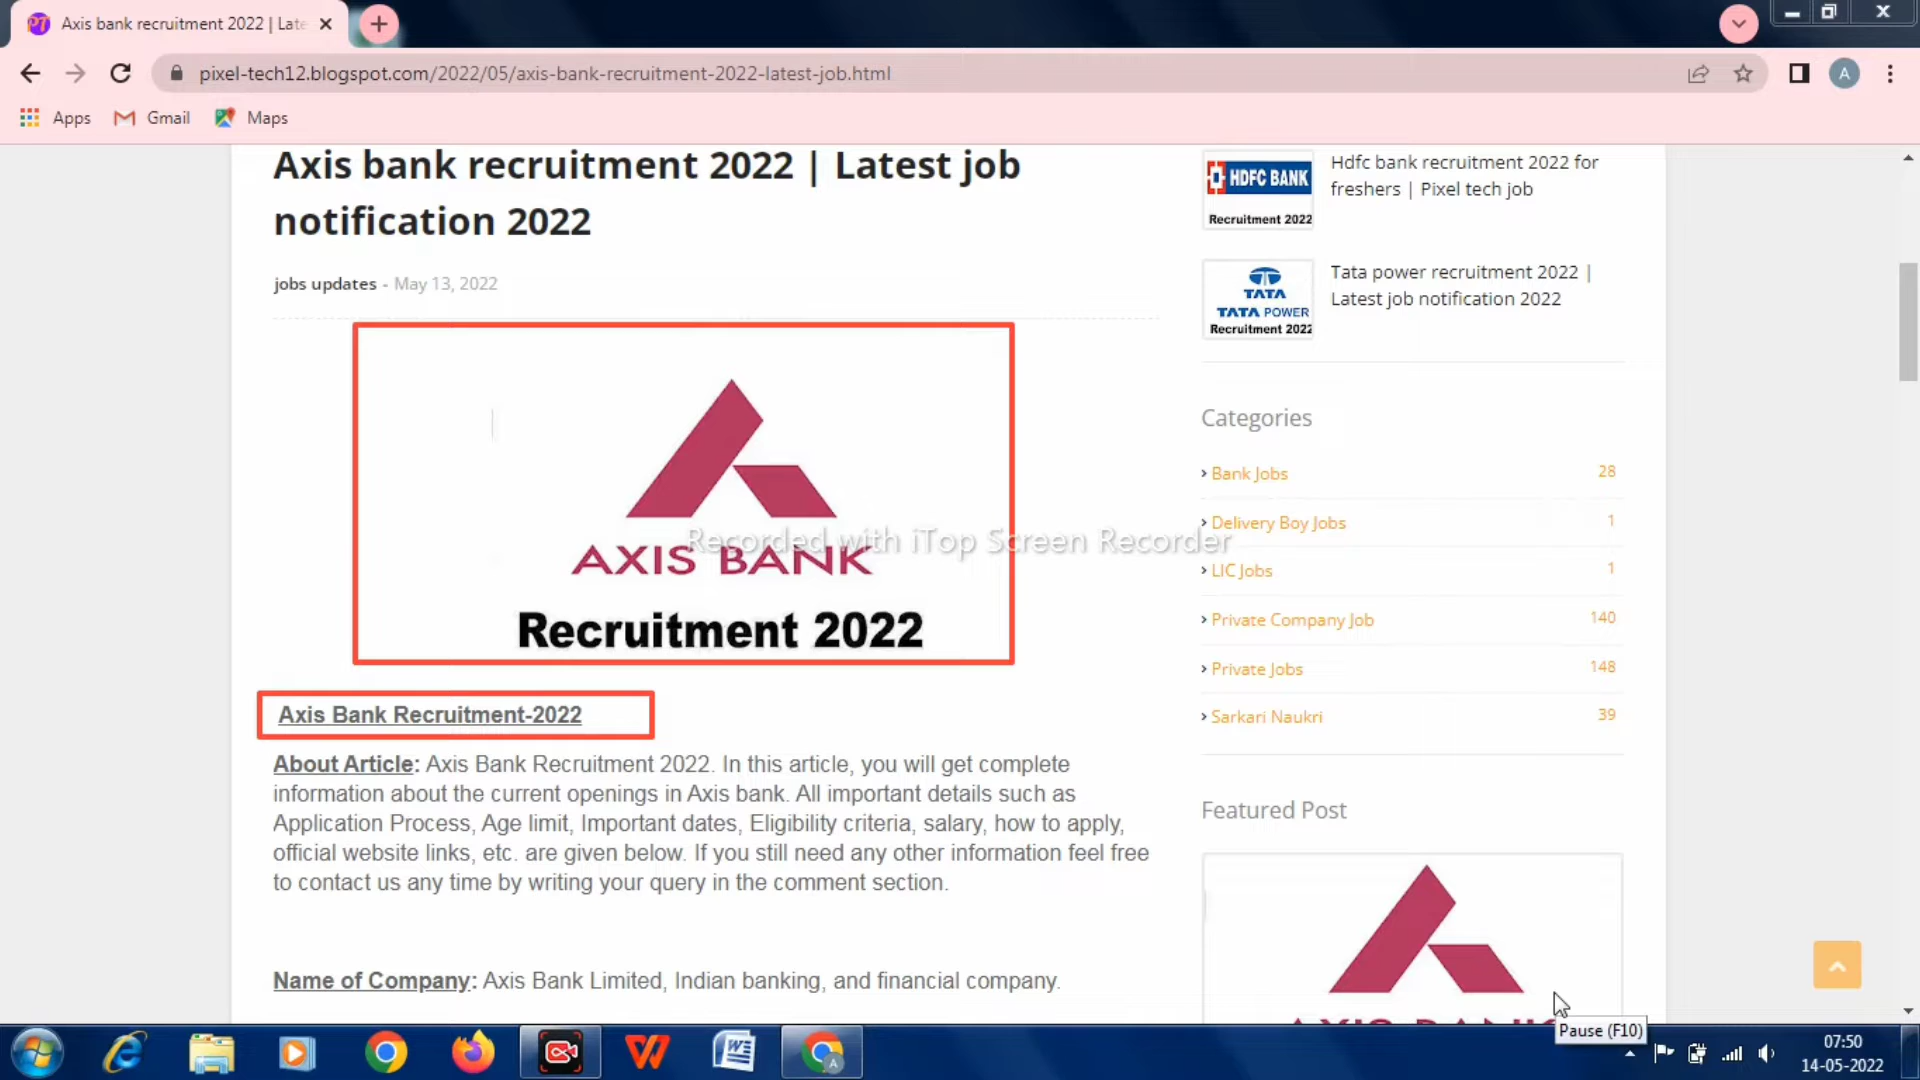 Axis bank recruitment 2022 | Late
pixel-tech12.blogspot.com/2022/05/axis-bank-recruitment-2022-latest-job.html
A
Apps
Gmail
Maps
Axis bank recruitment 2022 | Latest job
notification 2022
jobs updates - May 13, 2022
AXIS BANK
Recruitment 2022
Axis Bank Recruitment-2022
About Article: Axis Bank Recruitment 2022. In this article, you will get complete
information about the current openings in Axis bank. All important details such as
Application Process, Age limit, Important dates, Eligibility criteria, salary, how to apply,
official website links, etc. are given below. If you still need any other information feel free
to contact us any time by writing your query in the comment section.
Name of Company: Axis Bank Limited, Indian banking, and financial company.
HDFC BANK
Recruitment 2022
Hdfc bank recruitment 2022 for
freshers | Pixel tech job
TATA
TATA POWER
Recruitment 2022
Tata power recruitment 2022 |
Latest job notification 2022
Categories
Bank Jobs 28
Delivery Boy Jobs 1
LIC Jobs 1
Private Company Job 140
Private Jobs 148
Sarkari Naukri 39
Featured Post
AXIS BANK
Recorded with iTop Screen Recorder
Pause (F10)
07:50
14-05-2022